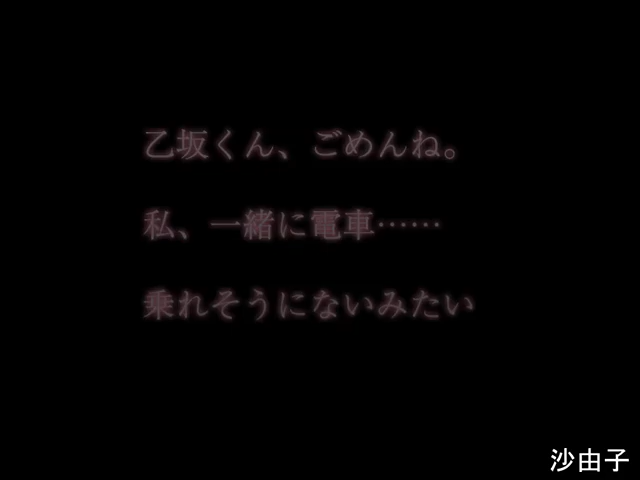 乙坂くん、ごめんね。
私、一緒に電車……
乗れそうにないみたい
沙由子